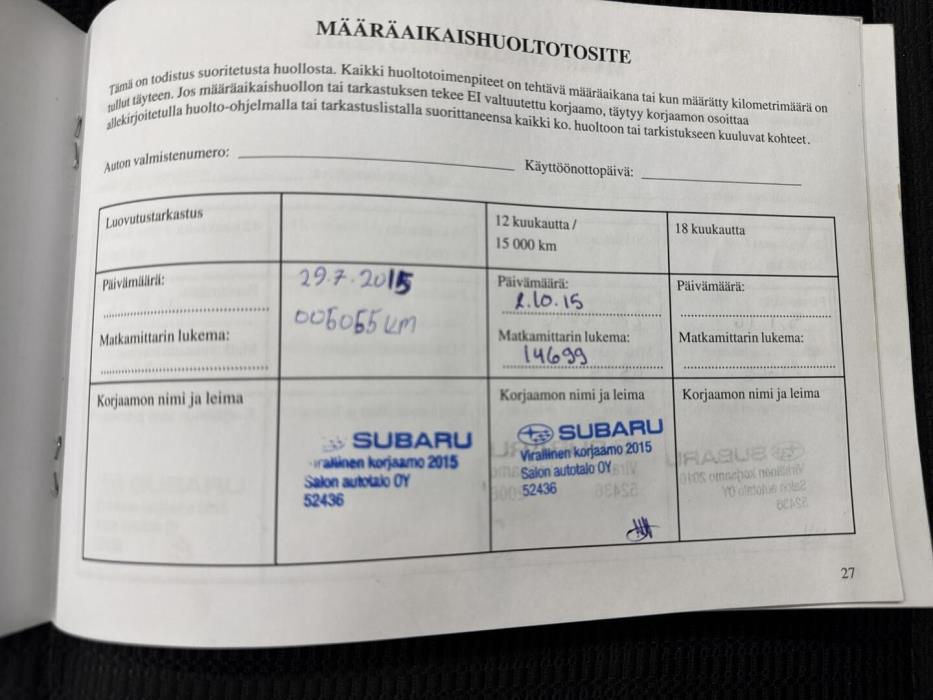 MÄÄRÄAIKAISHUOLTOTOSITE
Tämä on todistus suoritetusta huollosta. Kaikki huoltotoimenpiteet on tehtävä määräaikana tai kun määrätty kilometrimäärä on
tullut täyteen. Jos määräaikaishuollon tai tarkastuksen tekee EI valtuutettu korjaamo, täytyy korjaamon osoittaa
allekirjoitetulla huolto-ohjelmalla tai tarkastuslistalla suorittaneensa kaikki ko. huoltoon tai tarkistukseen kuuluvat kohteet.
Auton valmistenumero: Käyttöönottopäivä:
Luovutustarkastus
12 kuukautta /
15 000 km
18 kuukautta
Päivämäärä:
Matkamittarin lukema:
29.7.2015
005055 km
Päivämäärä:
2.10.15
Matkamittarin lukema:
14699
Päivämäärä:
Matkamittarin lukema:
Korjaamon nimi ja leima
SUBARU
Virallinen korjaamo 2015
Salon autotalo OY
52436
Korjaamon nimi ja leima
SUBARU
Virallinen korjaamo 2015
Salon autotalo OY
52436
Korjaamon nimi ja leima
27